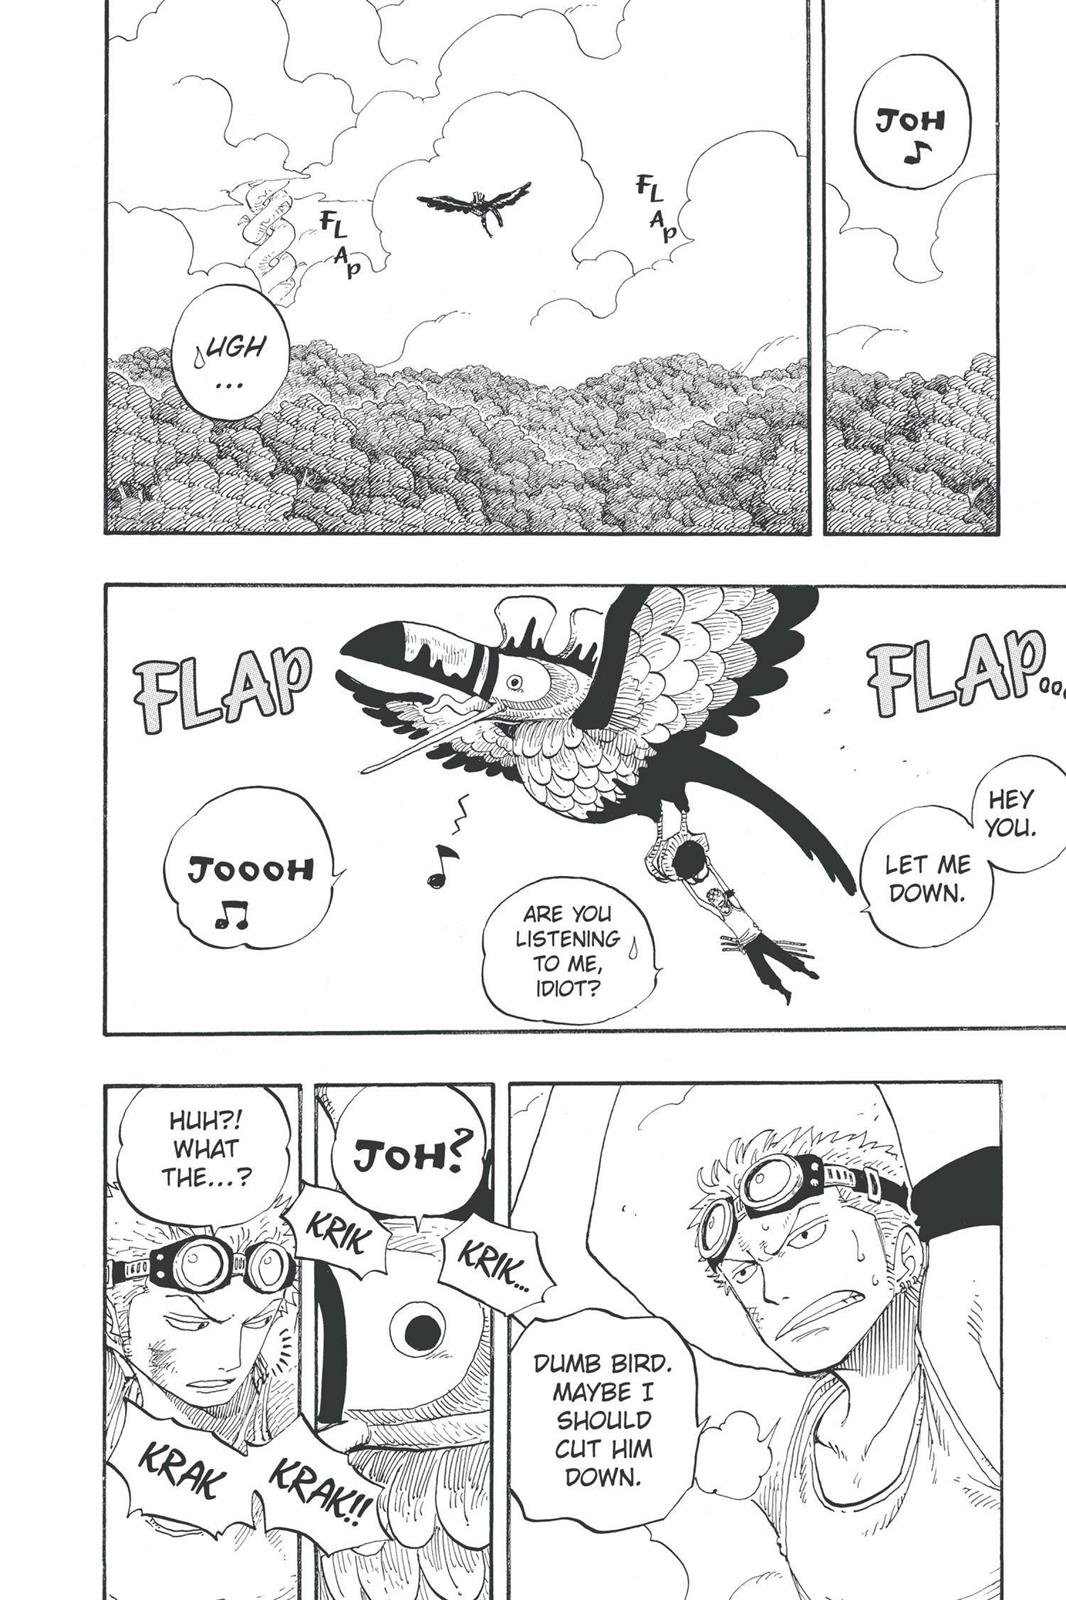 JOH
FLAP
FLAP
UGH
...
FLAP...
HEY
YOU.
LET ME
DOWN.
ARE YOU
LISTENING
TO ME,
IDIOT?
FLAP
JOOOH
DUMB BIRD.
MAYBE I
SHOULD
CUT HIM
DOWN.
JOH?
KRIK...
KRIK
HUH?!
WHAT
THE...?
KRAK!!
KRAK